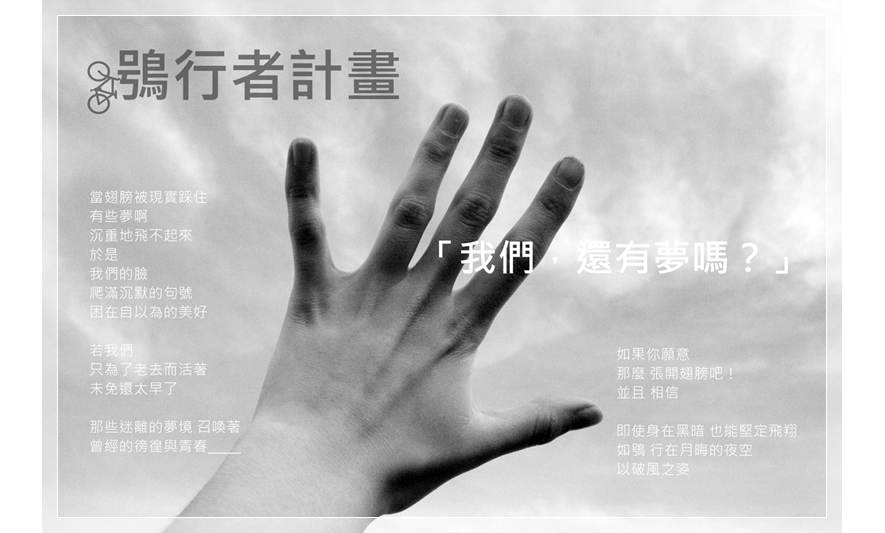 鴞行者計畫
當翅膀被現實踩住
有些夢啊
沉重地飛不起來
於是
我們的臉
爬滿沉默的句號
困在自以為的美好
若我們
只為了老去而活著
未免還太早了
那些迷離的夢境 召喚著
曾經的徬徨與青春____
「我們，還有夢嗎？」
如果你願意
那麼 張開翅膀吧！
並且 相信
即使身在黑暗 也能堅定飛翔
如鴞 行在月晦的夜空
以破風之姿